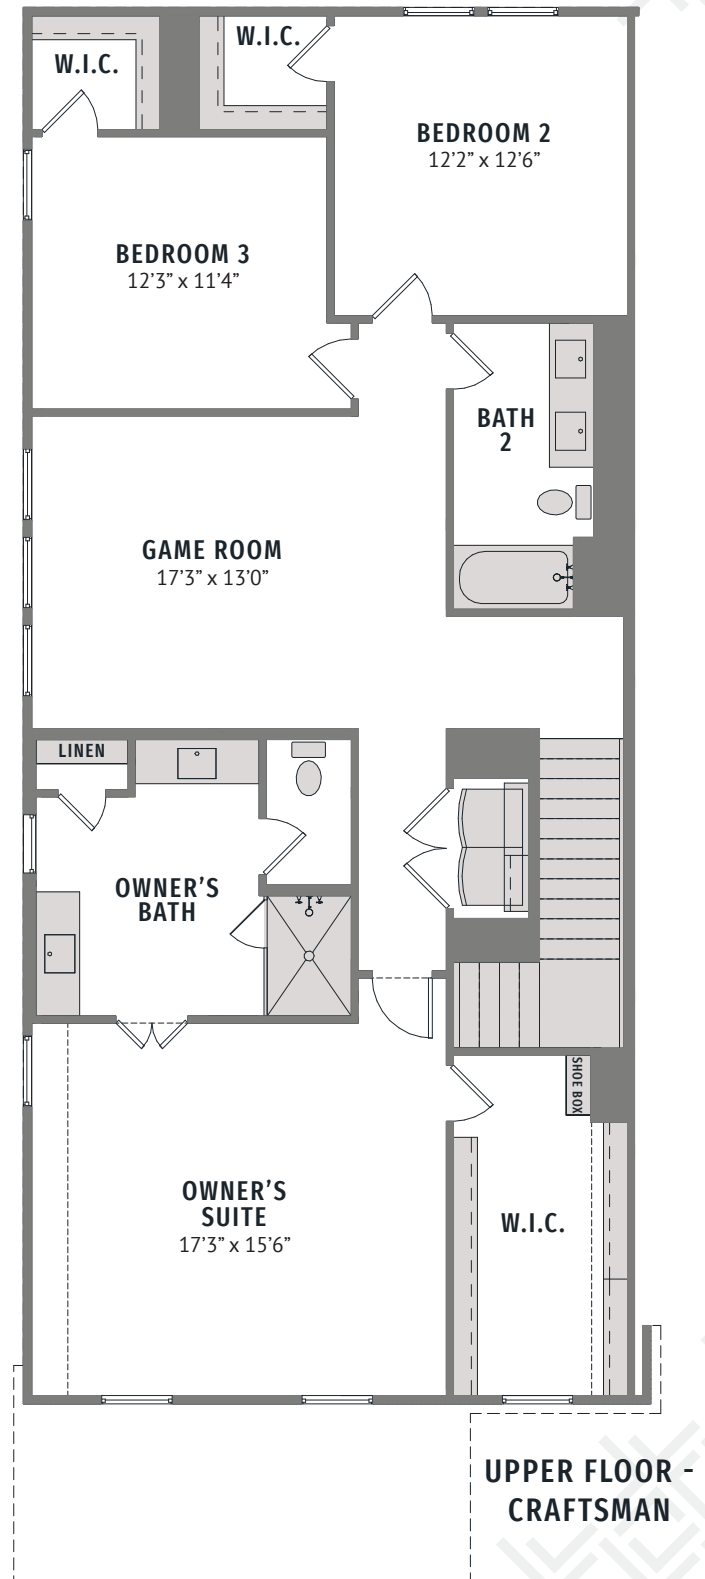 W.I.C.
W.I.C.
BEDROOM 2
12’2” x 12’6”
BEDROOM 3
12’3” x 11’4”
BATH
2
GAME ROOM
17’3” x 13’0”
LINEN
OWNER’S
BATH
SHOE BOX
OWNER’S
SUITE
17’3” x 15’6”
W.I.C.
UPPER FLOOR -
CRAFTSMAN